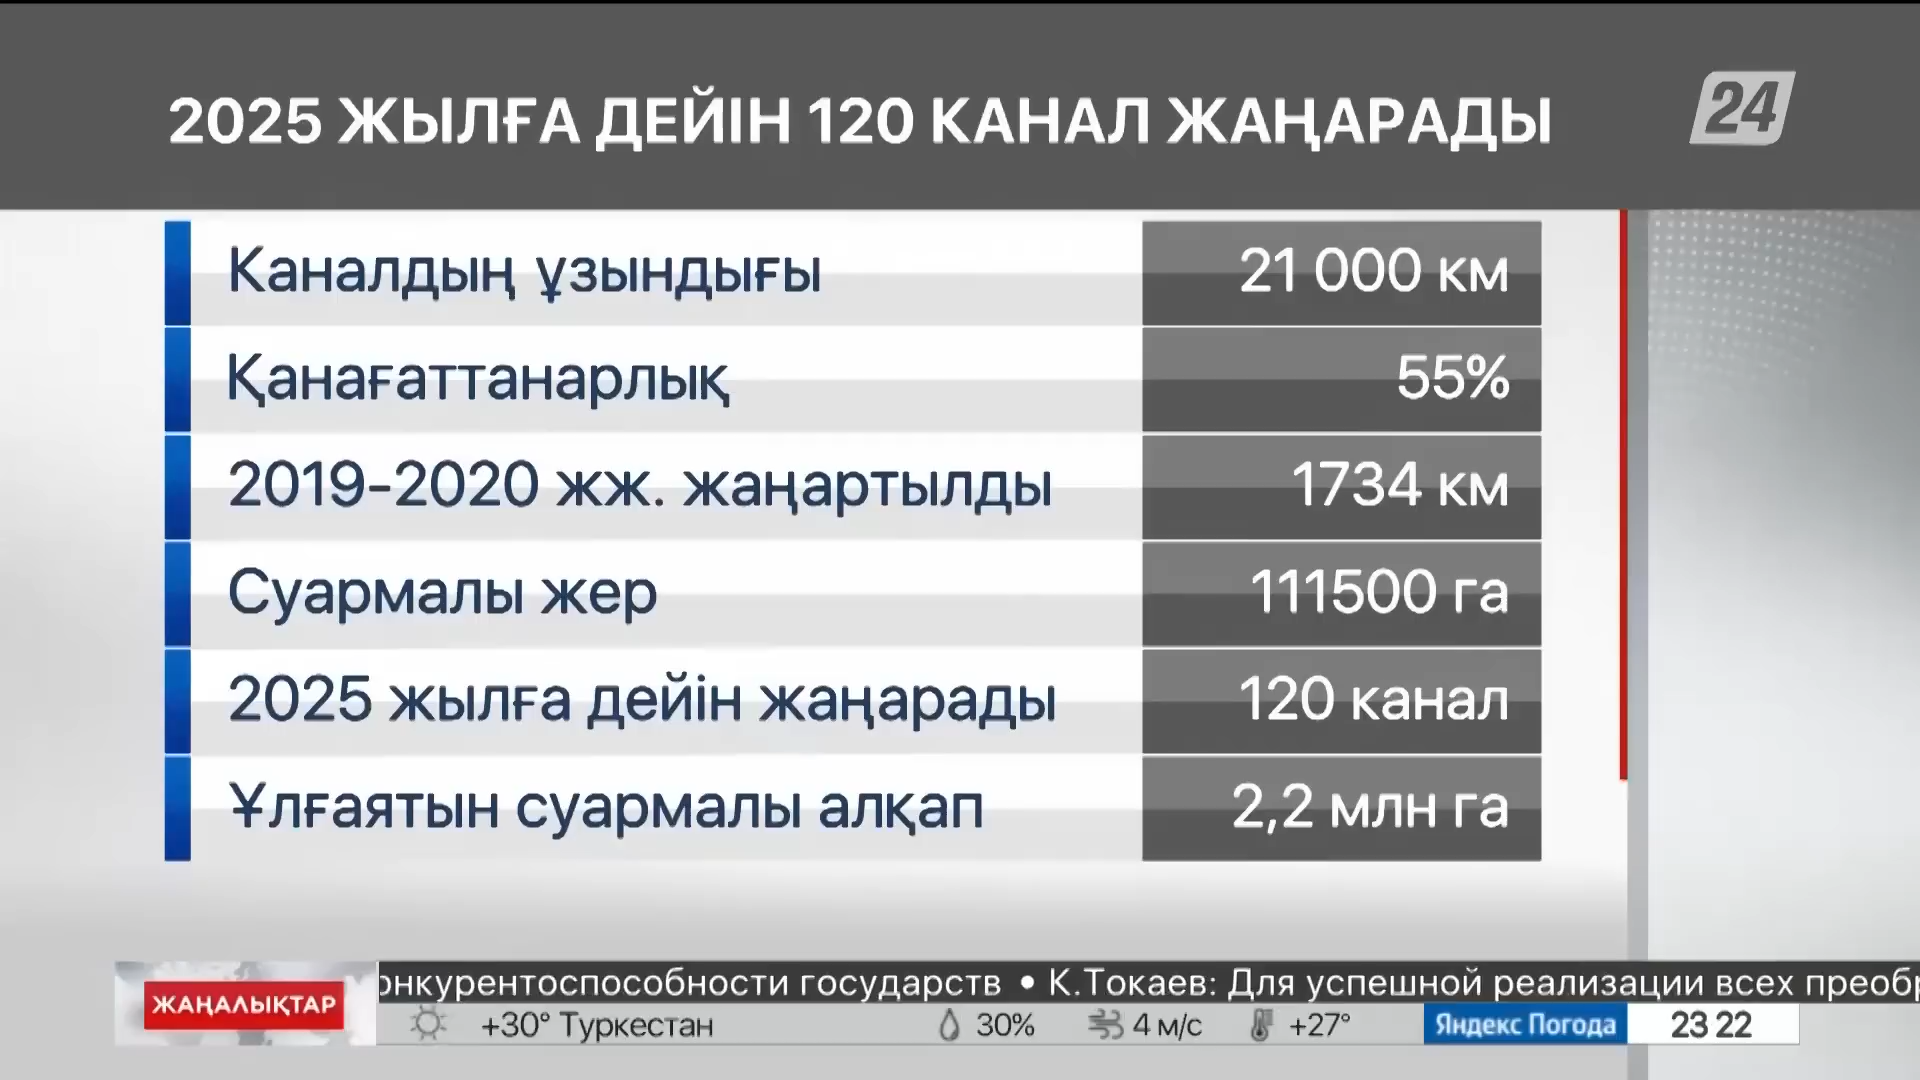 2025 ЖЫЛҒА ДЕЙІН 120 КАНАЛ ЖАҢАРАДЫ
24
Каналдың ұзындығы 21 000 км
Қанағаттанарлық 55%
2019-2020 жж. жаңартылды 1734 км
Суармалы жер 111500 га
2025 жылға дейін жаңарады 120 канал
Ұлғаятын суармалы алқап 2,2 млн га
ЖАҢАЛЫҚТАР
онкурентоспособности государств • К.Токаев: Для успешной реализации всех преоб
+30° Туркестан 30% 4 м/с +27° Яндекс Погода 23 22